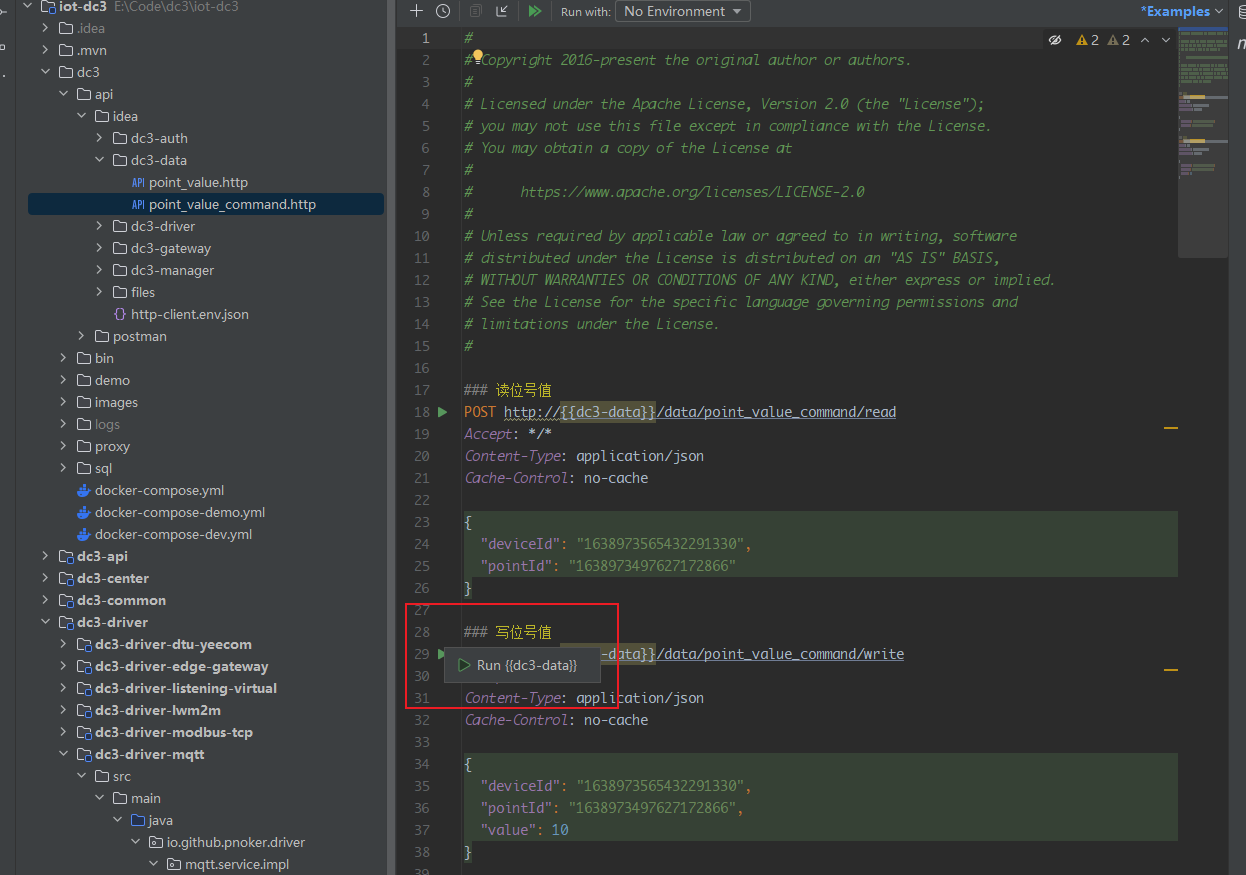 iot-dc3 E:\Code\dc3\iot-dc3
.idea
.mvn
dc3
api
idea
dc3-auth
dc3-data
API point_value.http
API point_value_command.http
dc3-driver
dc3-gateway
dc3-manager
files
{} http-client.env.json
postman
bin
demo
images
logs
proxy
sql
docker-compose.yml
docker-compose-demo.yml
docker-compose-dev.yml
dc3-api
dc3-center
dc3-common
dc3-driver
dc3-driver-dtu-yeecom
dc3-driver-edge-gateway
dc3-driver-listening-virtual
dc3-driver-lwm2m
dc3-driver-modbus-tcp
dc3-driver-mqtt
src
main
java
io.github.pnoker.driver
mqtt.service.impl
Run with: No Environment *Examples
2 2
1 #
2 # Copyright 2016-present the original author or authors.
3 #
4 # Licensed under the Apache License, Version 2.0 (the "License");
5 # you may not use this file except in compliance with the License.
6 # You may obtain a copy of the License at
7 #
8 # https://www.apache.org/licenses/LICENSE-2.0
9 #
10 # Unless required by applicable law or agreed to in writing, software
11 # distributed under the License is distributed on an "AS IS" BASIS,
12 # WITHOUT WARRANTIES OR CONDITIONS OF ANY KIND, either express or implied.
13 # See the License for the specific language governing permissions and
14 # limitations under the License.
15 #
16
17 ### 读位号值
18 POST http://{{dc3-data}}/data/point_value_command/read
19 Accept: */*
20 Content-Type: application/json
21 Cache-Control: no-cache
22
23 {
24 "deviceId": "1638973565432291330",
25 "pointId": "1638973497627172866"
26 }
27
28 ### 写位号值
29 -data}}/data/point_value_command/write
Run {{dc3-data}}
30
31 Content-Type: application/json
32 Cache-Control: no-cache
33
34 {
35 "deviceId": "1638973565432291330",
36 "pointId": "1638973497627172866",
37 "value": 10
38 }
39